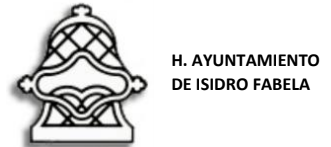 H. AYUNTAMIENTO
DE ISIDRO FABELA